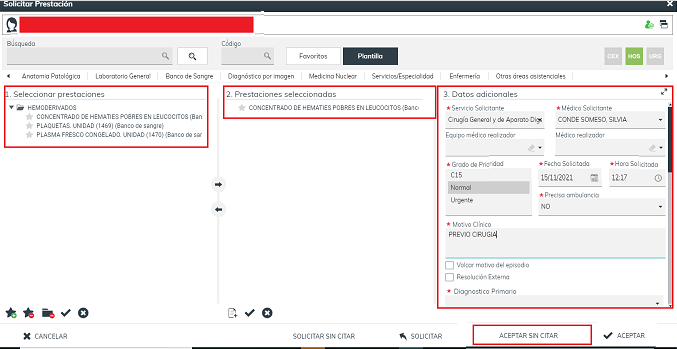 Solicitar Prestación
Búsqueda
Código
Favoritos
Plantilla
CEX
HOS
URG
Anatomia Patológica
Laboratorio General
Banco de Sangre
Diagnóstico por imagen
Medicina Nuclear
Servicios/Especialidad
Enfermería
Otras áreas asistenciales
1. Seleccionar prestaciones
HEMODERIVADOS
CONCENTRADO DE HEMATIES POBRES EN LEUCOCITOS (Ban
PLAQUETAS. UNIDAD (1469) (Banco de sangre)
PLASMA FRESCO CONGELADO. UNIDAD (1470) (Banco de sar
2. Prestaciones seleccionadas
CONCENTRADO DE HEMATIES POBRES EN LEUCOCITOS (Banc
3. Datos adicionales
* Servicio Solicitante
* Médico Solicitante
Cirugía General y de Aparato Dig
CONDE SOMESO, SILVIA
Equipo médico realizador
Médico realizador
* Grado de Prioridad
* Fecha Solicitada
* Hora Solicitada
C15
Normal
Urgente
15/11/2021
12:17
* Precisa ambulancia
NO
* Motivo Clínico
PREVIO CIRUGIA
Volcar motivo del episodio
Resolución Externa
* Diagnostico Primario
CANCELAR
SOLICITAR SIN CITAR
SOLICITAR
ACEPTAR SIN CITAR
ACEPTAR